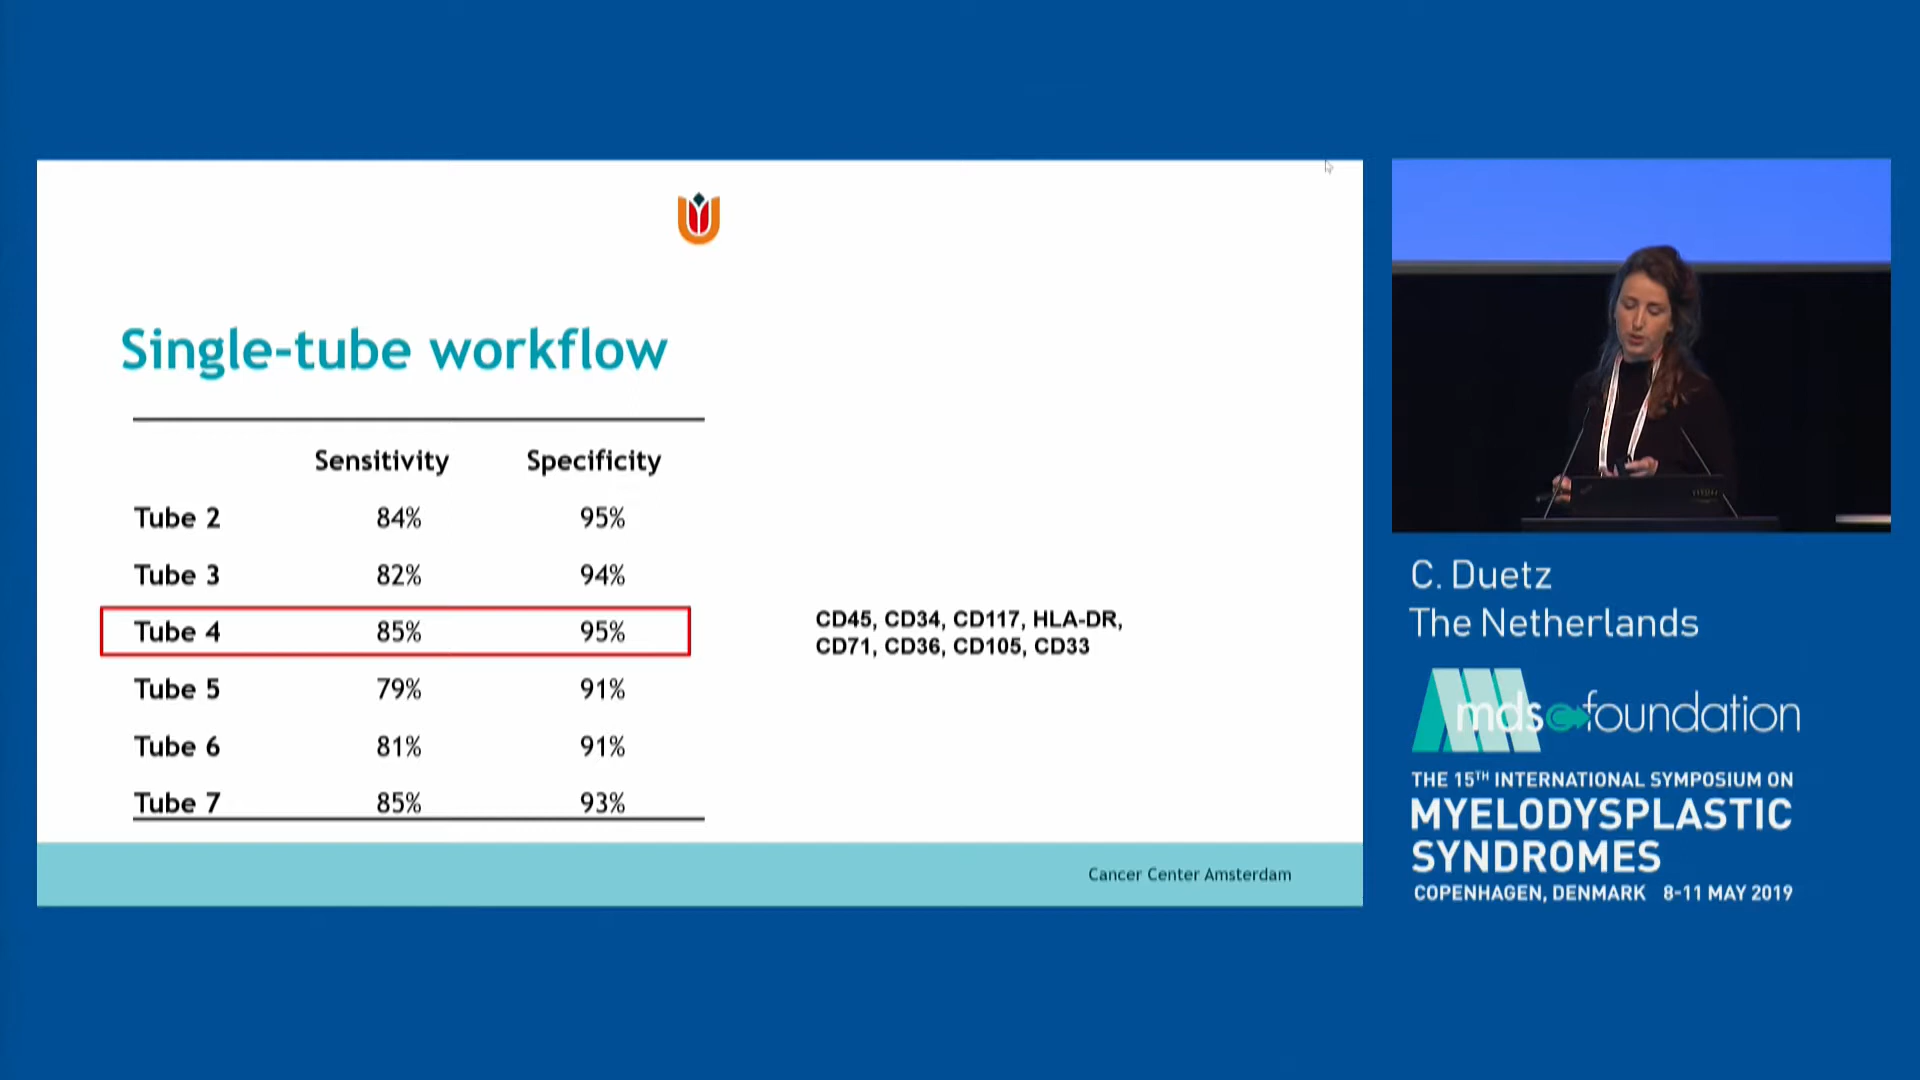 Single-tube workflow
Sensitivity Specificity
Tube 2 84% 95%
Tube 3 82% 94%
Tube 4 85% 95%
Tube 5 79% 91%
Tube 6 81% 91%
Tube 7 85% 93%
CD45, CD34, CD117, HLA-DR,
CD71, CD36, CD105, CD33
Cancer Center Amsterdam
C. Duetz
The Netherlands
mds foundation
THE 15TH INTERNATIONAL SYMPOSIUM ON
MYELODYSPLASTIC
SYNDROMES
COPENHAGEN, DENMARK 8-11 MAY 2019